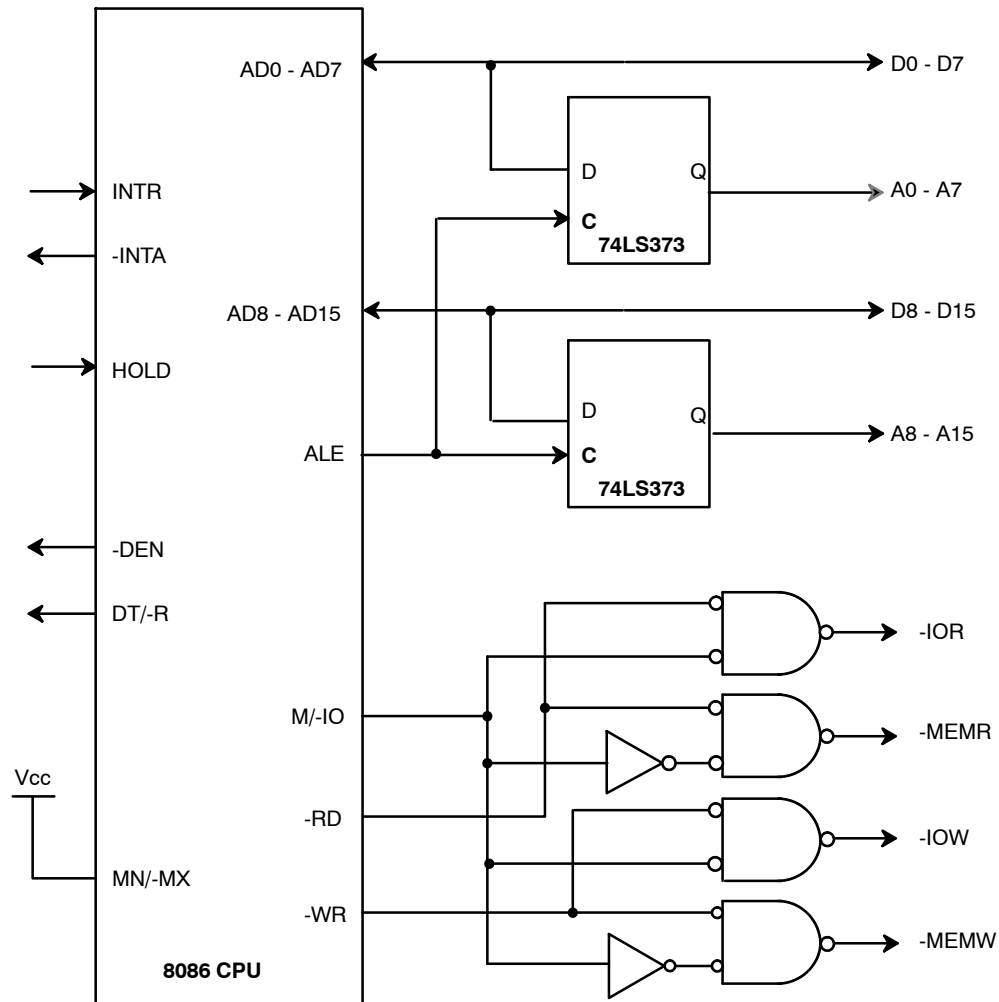 AD0 - AD7
D0 - D7
D
Q
INTR
A0 - A7
C
74LS373
-INTA
AD8 - AD15
D8 - D15
HOLD
D
Q
A8 - A15
ALE
C
74LS373
-DEN
DT/-R
-IOR
M/-IO
-MEMR
Vcc
-RD
-IOW
MN/-MX
-WR
-MEMW
8086 CPU